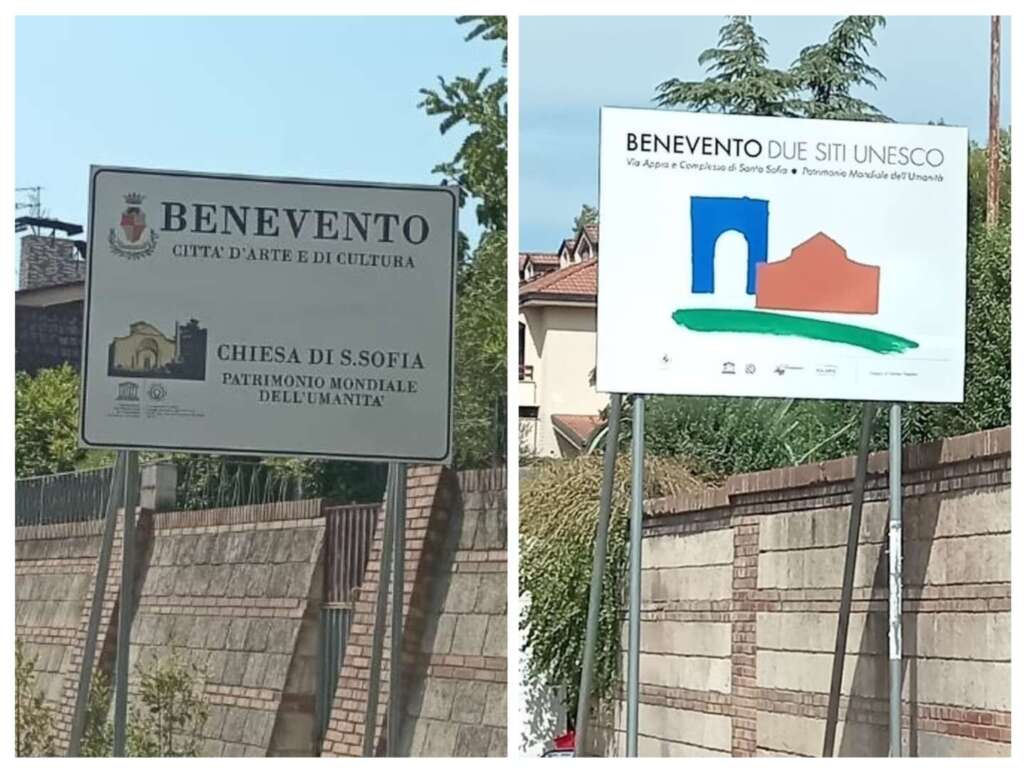 BENEVENTO
CITTA' D'ARTE E DI CULTURA
CHIESA DI S.SOFIA
PATRIMONIO MONDIALE
DELL'UMANITA'
BENEVENTO DUE SITI UNESCO
Via Appia e Complesso di Santa Sofia • Patrimonio Mondiale dell'Umanità